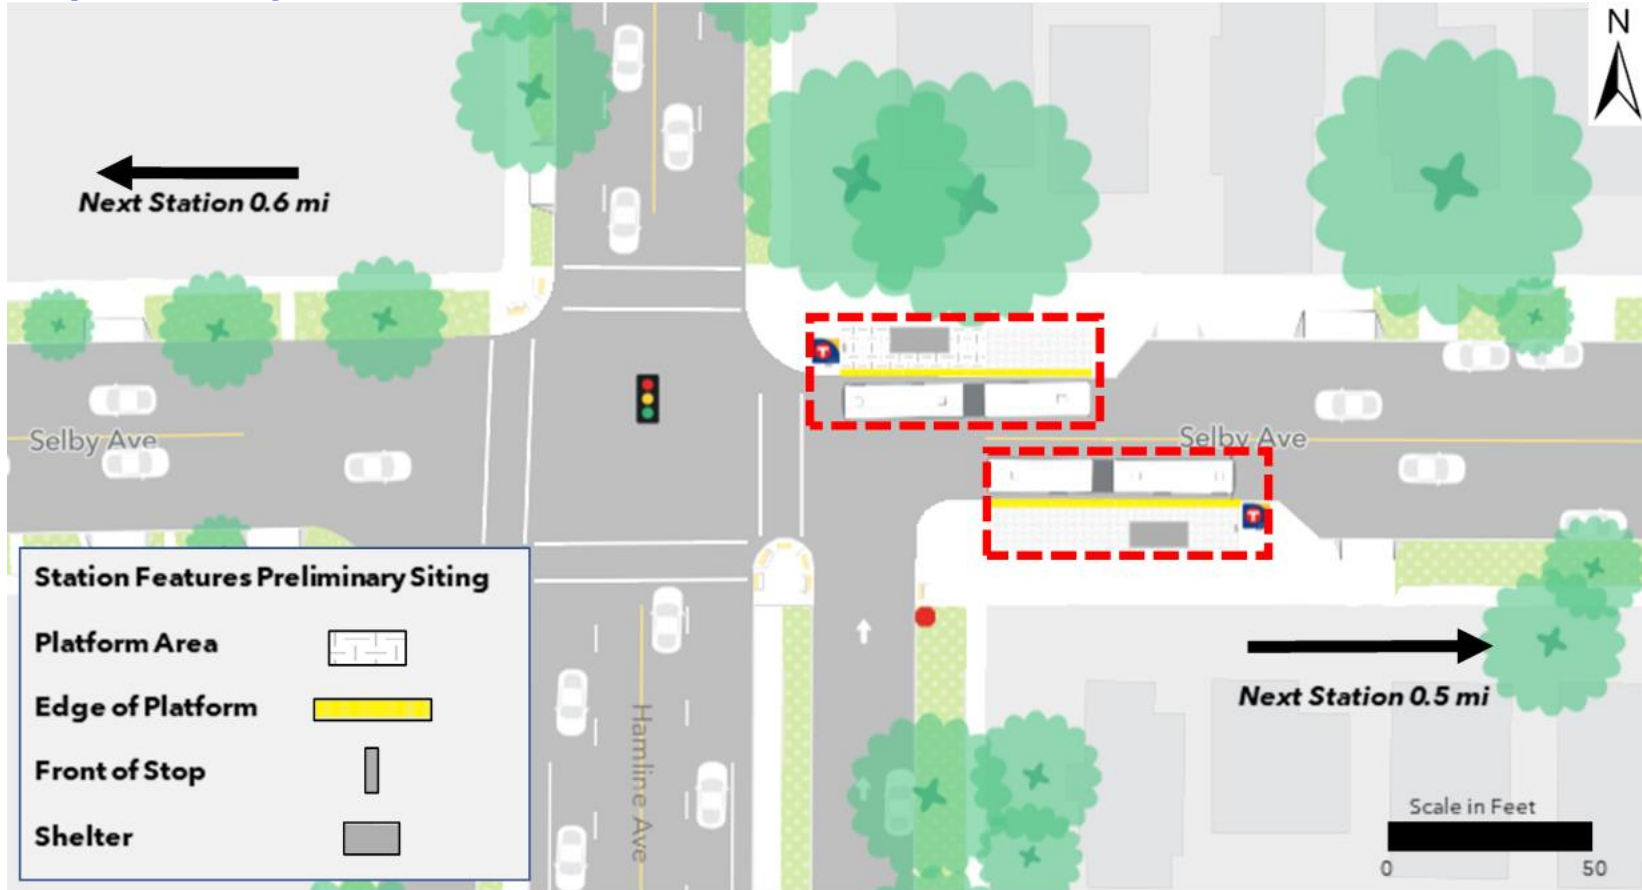 N
Next Station 0.6 mi
Selby Ave
Selby Ave
T
T
Station Features Preliminary Siting
Platform Area
Edge of Platform
Front of Stop
Shelter
Hamline Ave
Next Station 0.5 mi
Scale in Feet
0 50